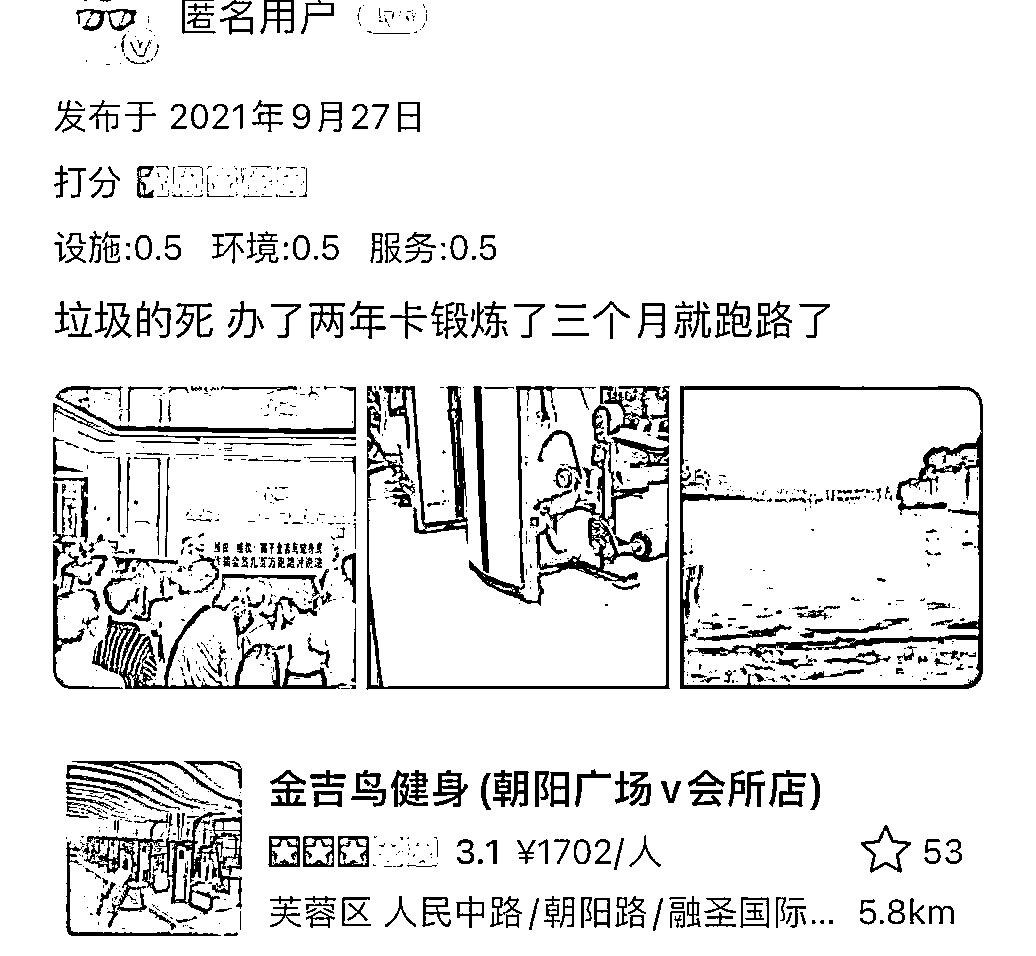 匿名用户
发布于 2021年9月27日
打分
设施:0.5 环境:0.5 服务:0.5
垃圾的死 办了两年卡锻炼了三个月就跑路了
金吉鸟健身 (朝阳广场v会所店)
3.1 ¥1702/人 53
芙蓉区 人民中路/朝阳路/融圣国际... 5.8km